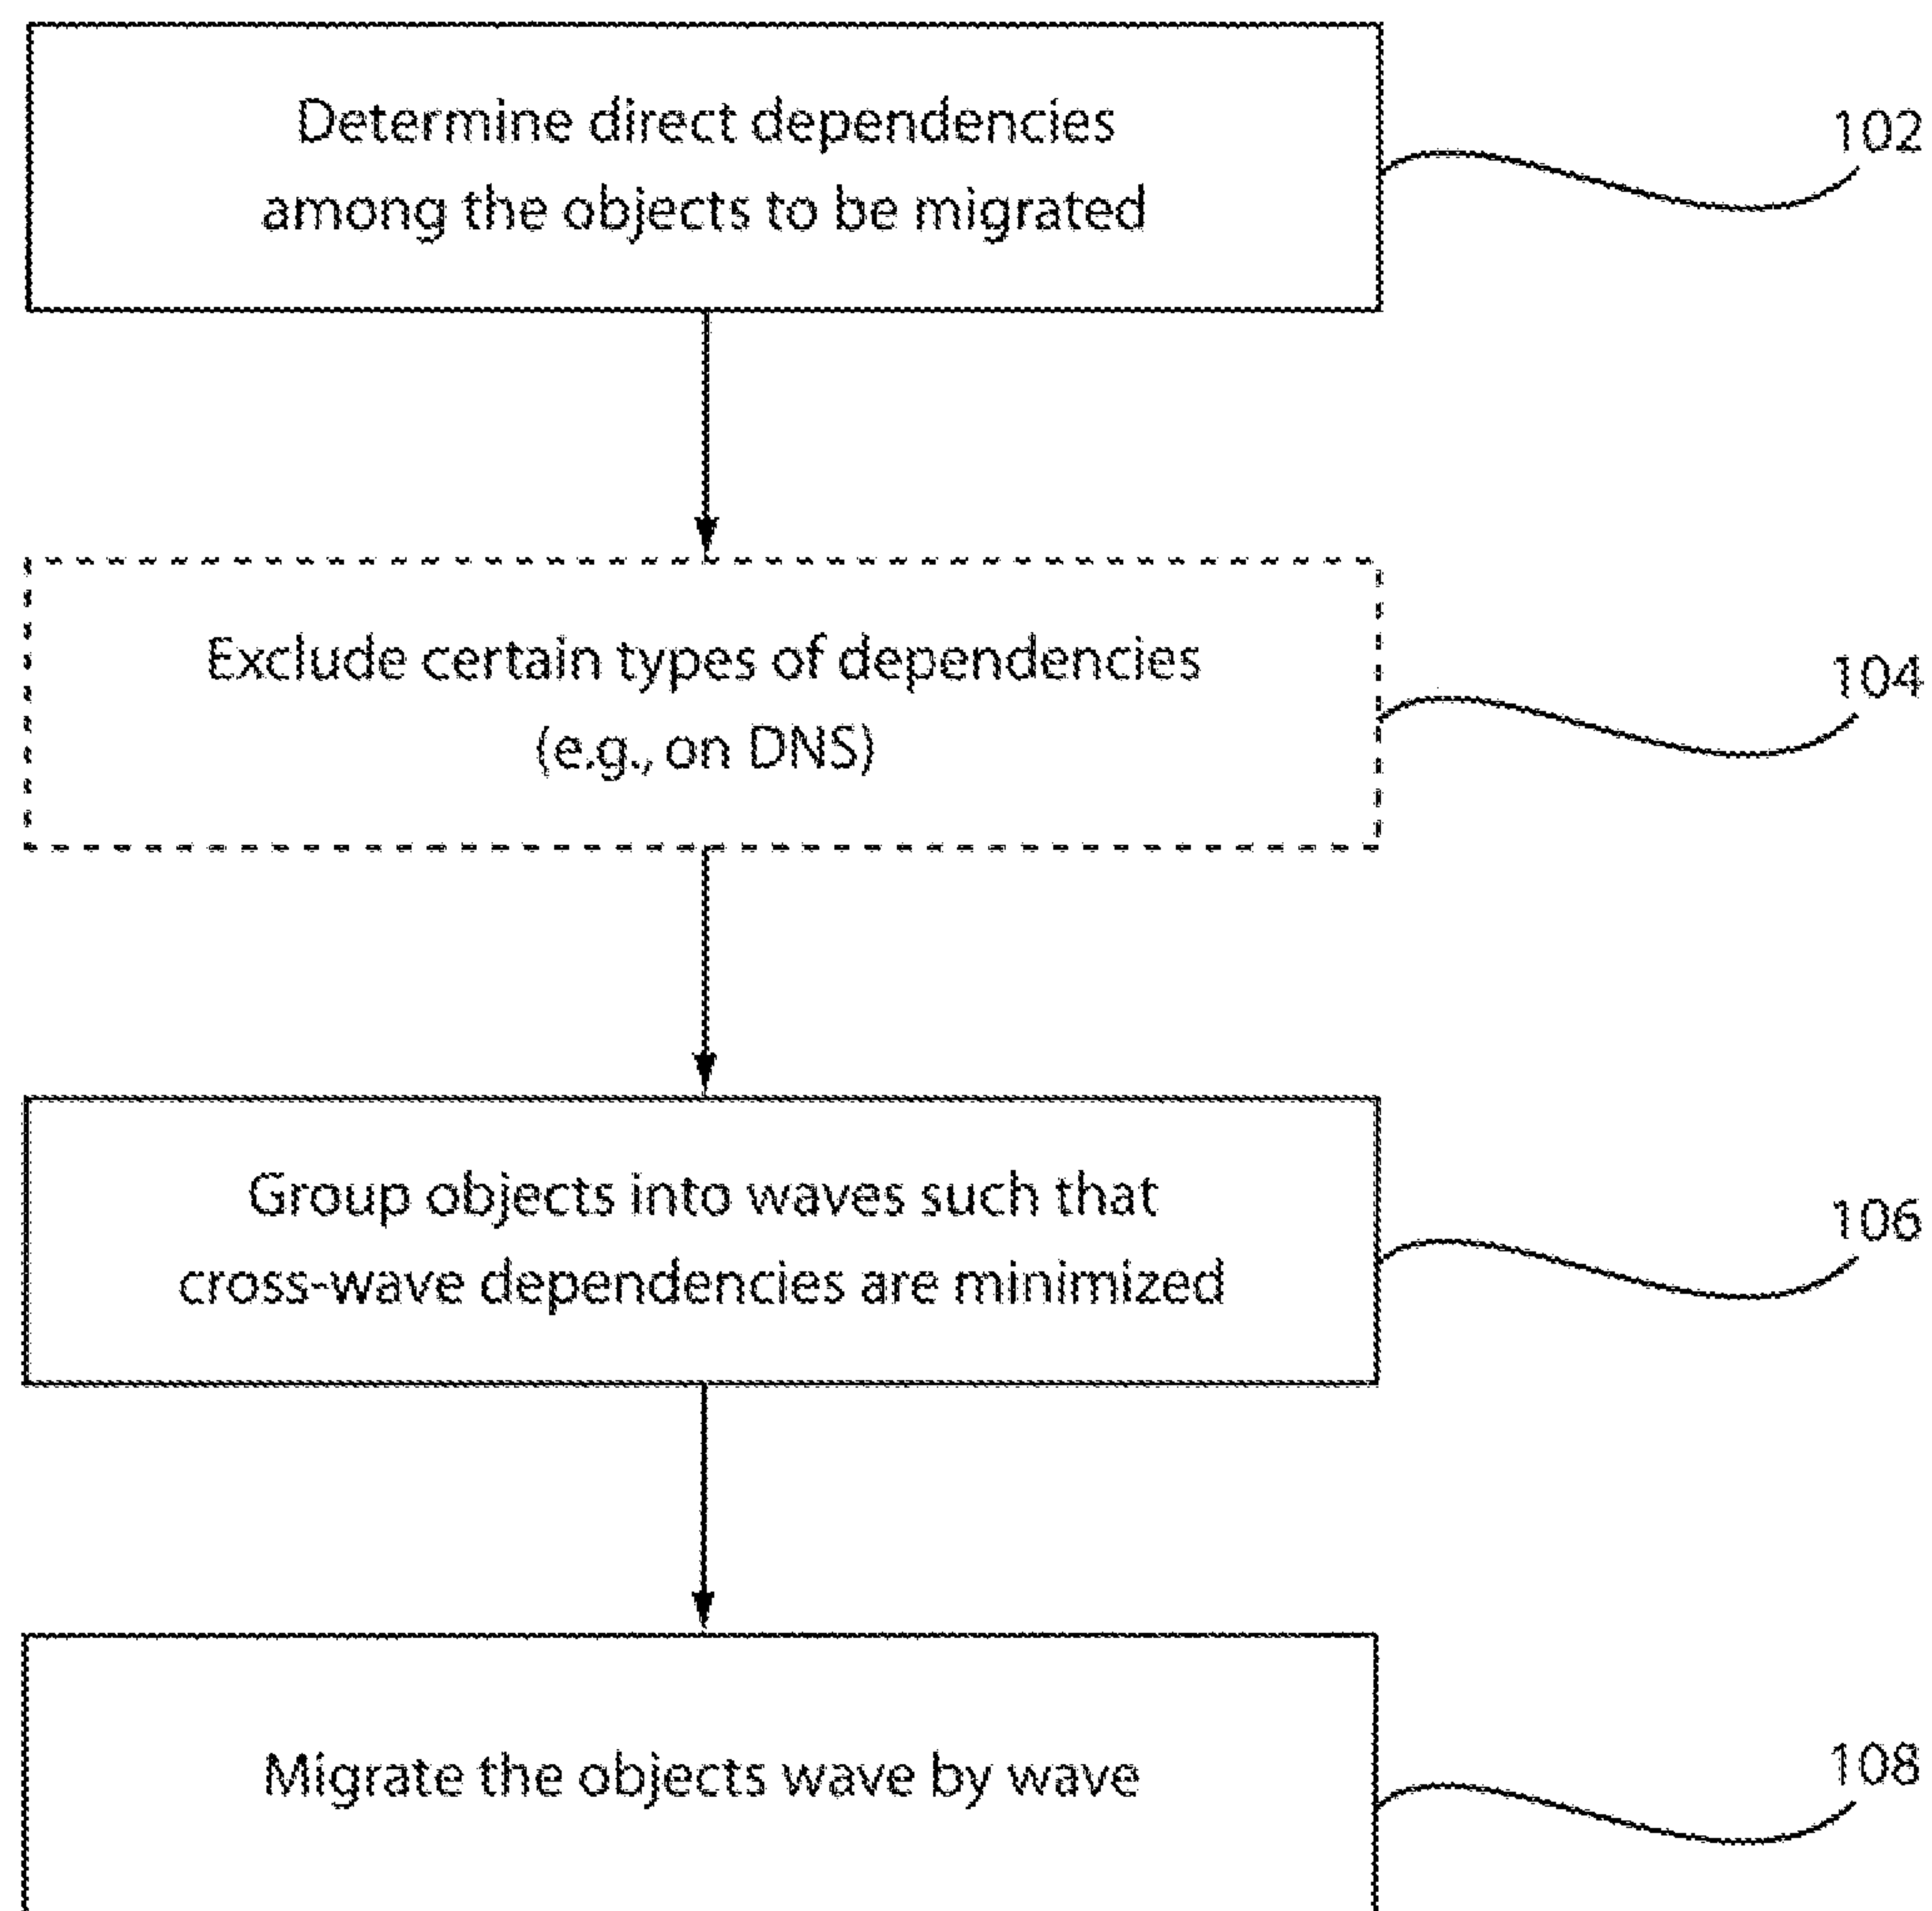 Determine direct dependencies
among the objects to be migrated
102
Exclude certain types of dependencies
(e.g., on DNS)
104
Group objects into waves such that
cross-wave dependencies are minimized
106
Migrate the objects wave by wave
108